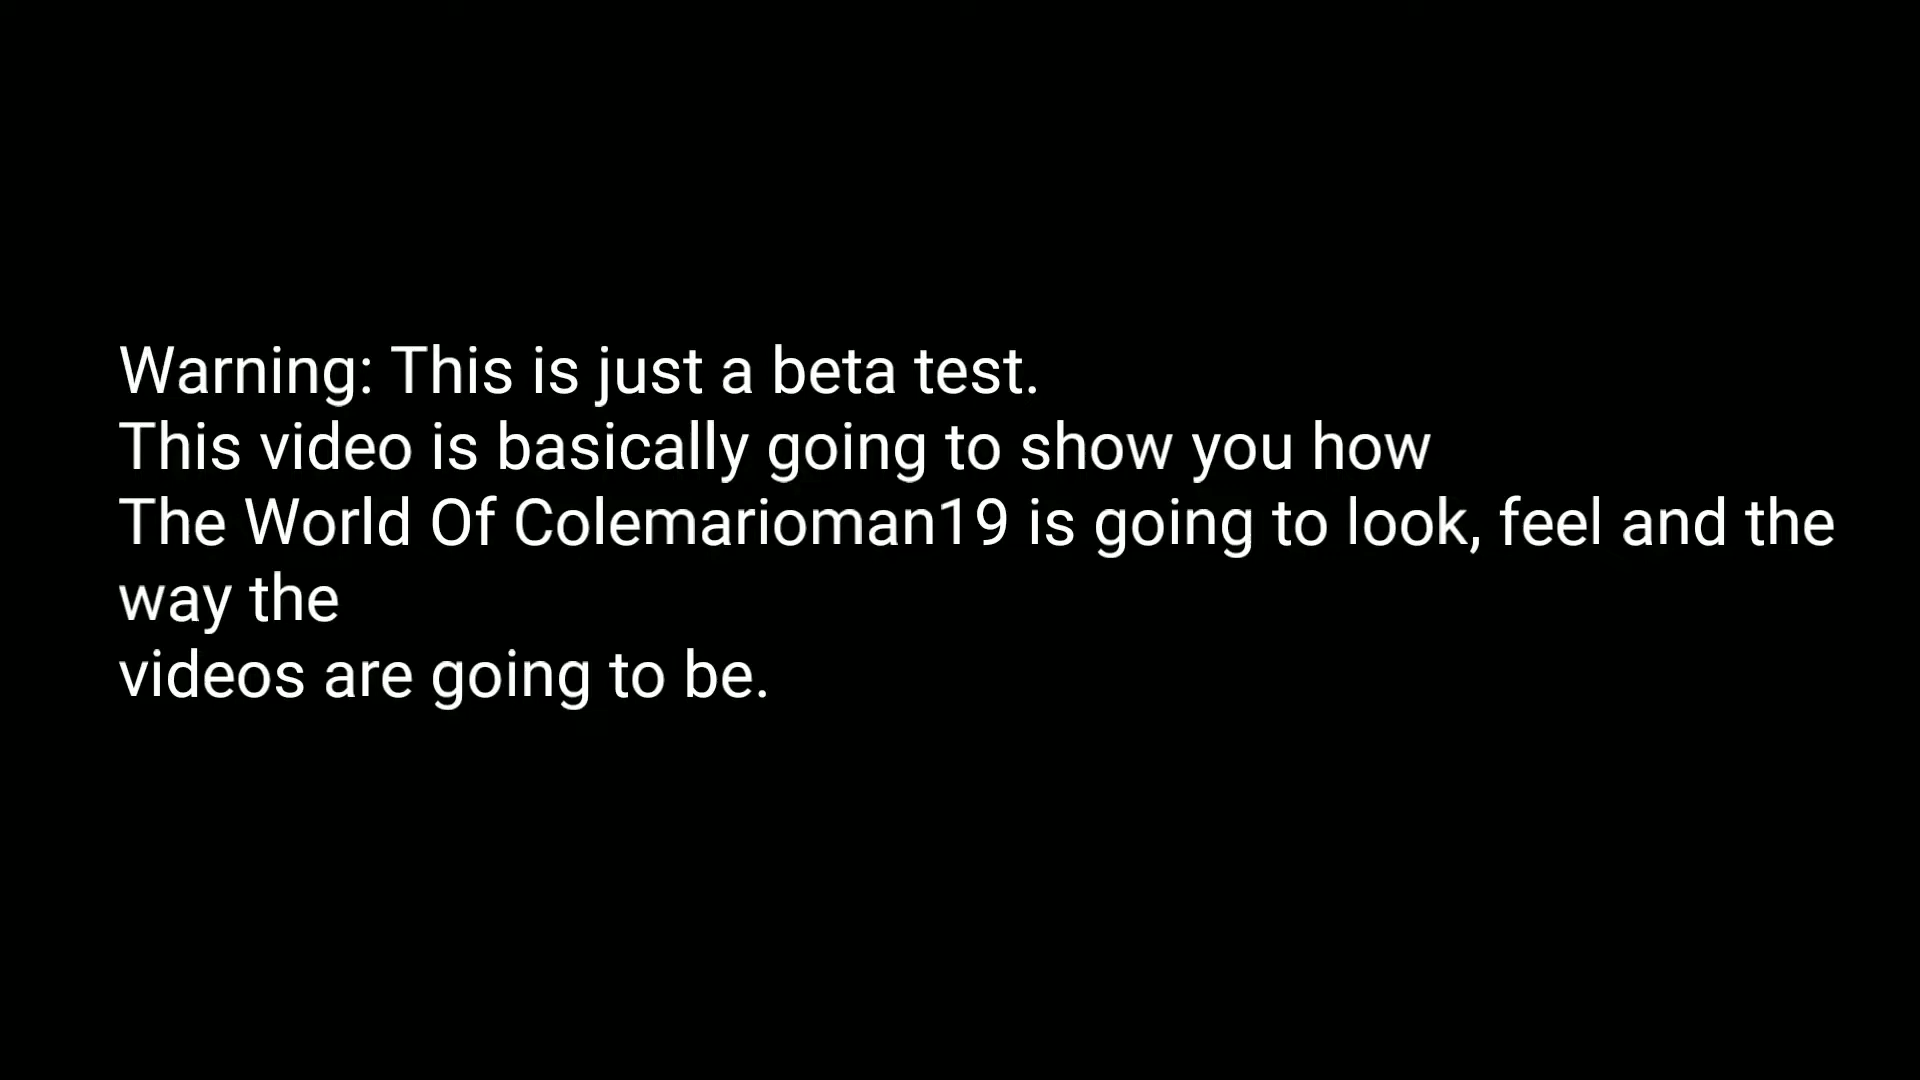 Warning: This is just a beta test.
This video is basically going to show you how
The World Of Colemarioman19 is going to look, feel and the
way the
videos are going to be.